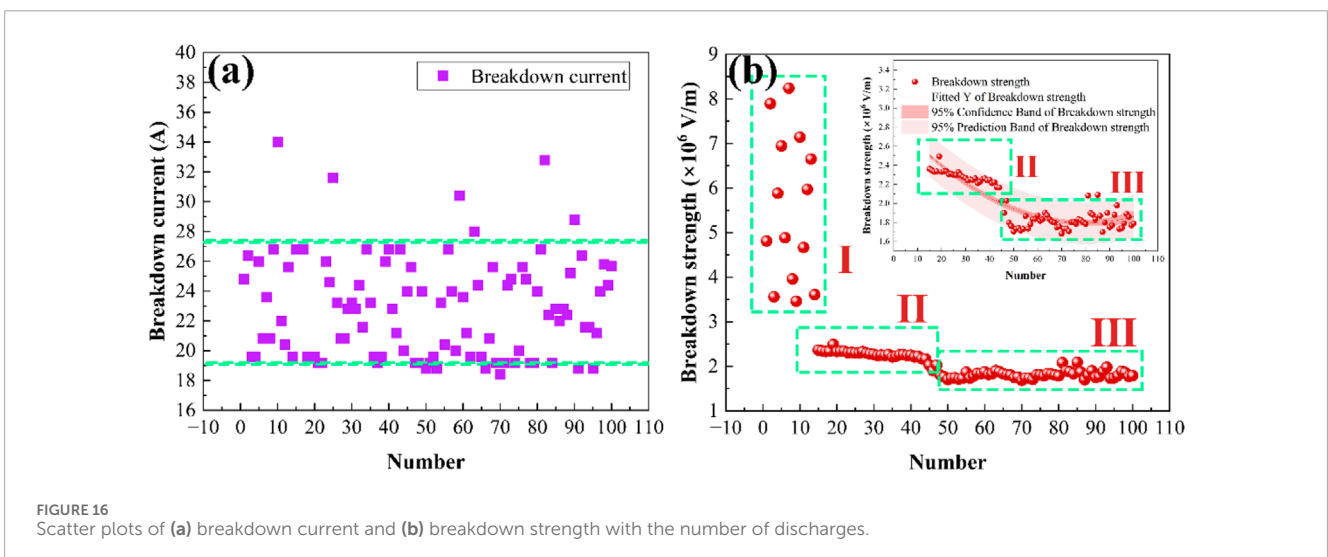 (a)
Breakdown current
Breakdown current (A)
40
38
36
34
32
30
28
26
24
22
20
18
16
−10 0 10 20 30 40 50 60 70 80 90 100 110
Number
(b)
Breakdown strength (×10⁶ V/m)
9
8
7
6
5
4
3
2
1
−10 0 10 20 30 40 50 60 70 80 90 100 110
Number
I
II
III
Breakdown strength
Fitted Y of Breakdown strength
95% Confidence Band of Breakdown strength
95% Prediction Band of Breakdown strength
Breakdown strength (×10⁶ V/m)
3.4
3.2
3.0
2.8
2.6
2.4
2.2
2.0
1.8
1.6
II
III
0 10 20 30 40 50 60 70 80 90 100 110
Number
FIGURE 16
Scatter plots of (a) breakdown current and (b) breakdown strength with the number of discharges.